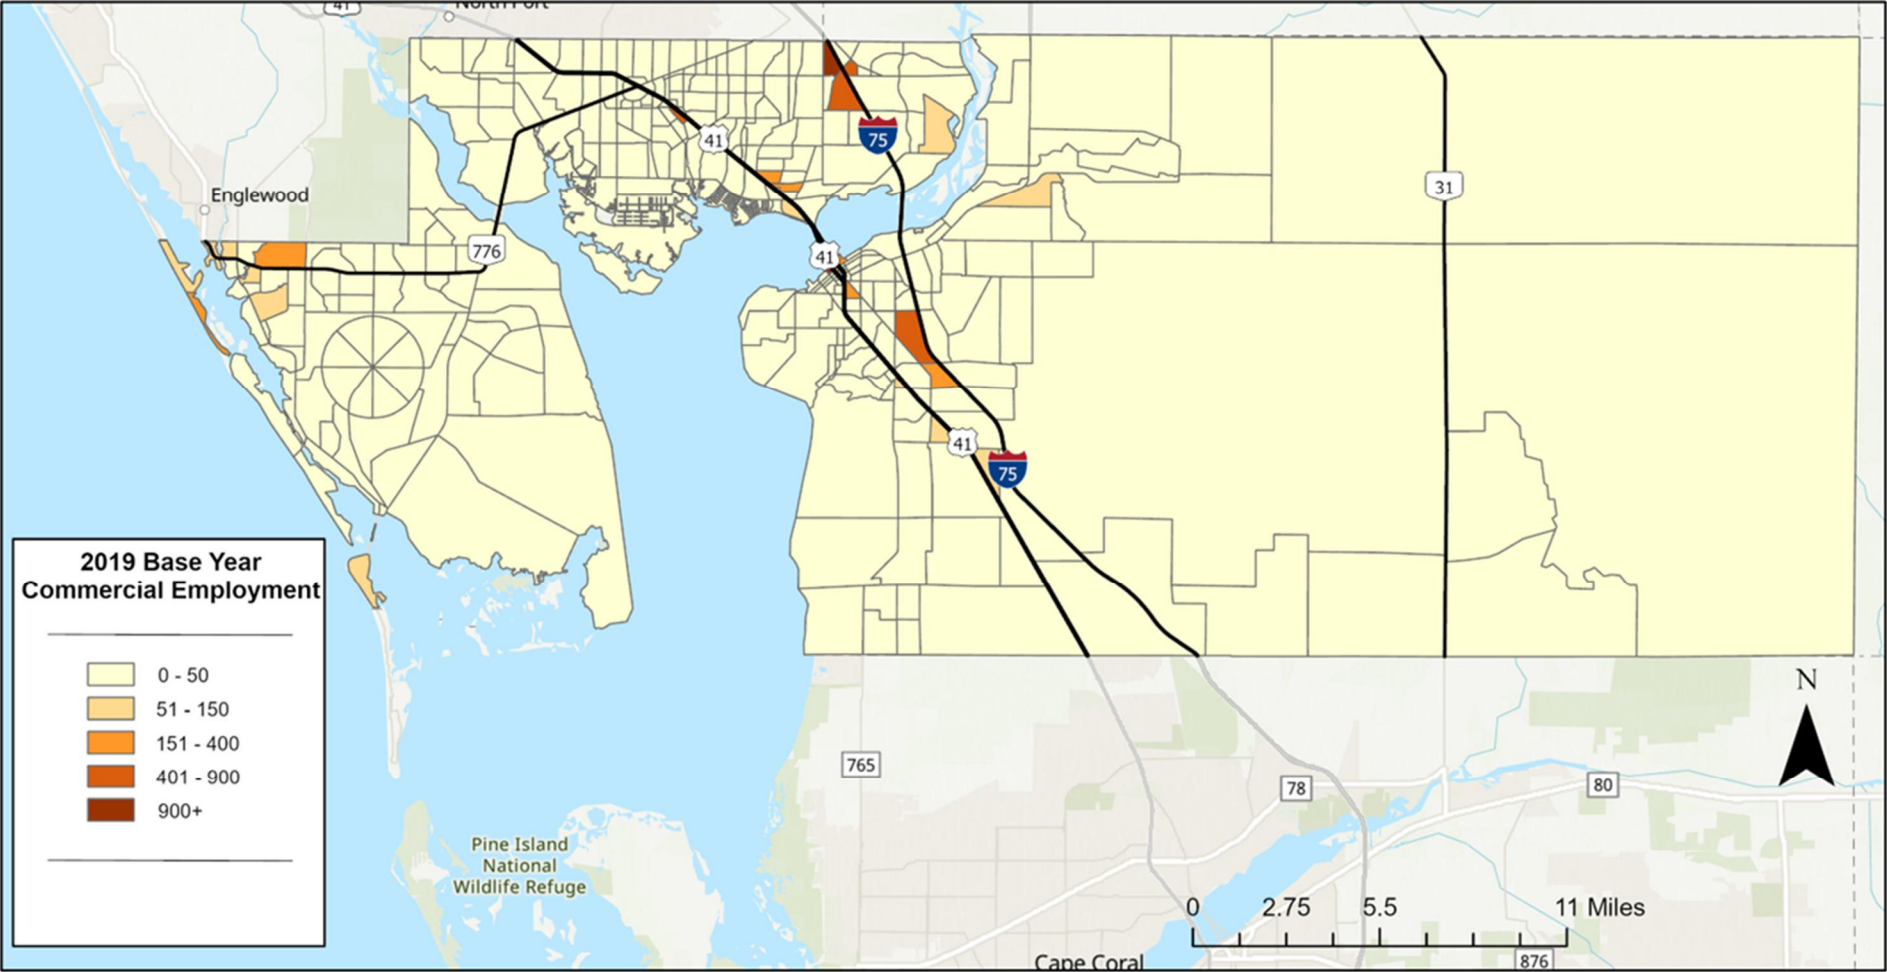 41
North Port
Englewood
776
41
75
41
31
41
75
2019 Base Year
Commercial Employment
0 - 50
51 - 150
151 - 400
401 - 900
900+
N
765
78
80
Pine Island
National
Wildlife Refuge
0 2.75 5.5 11 Miles
Cape Coral
876